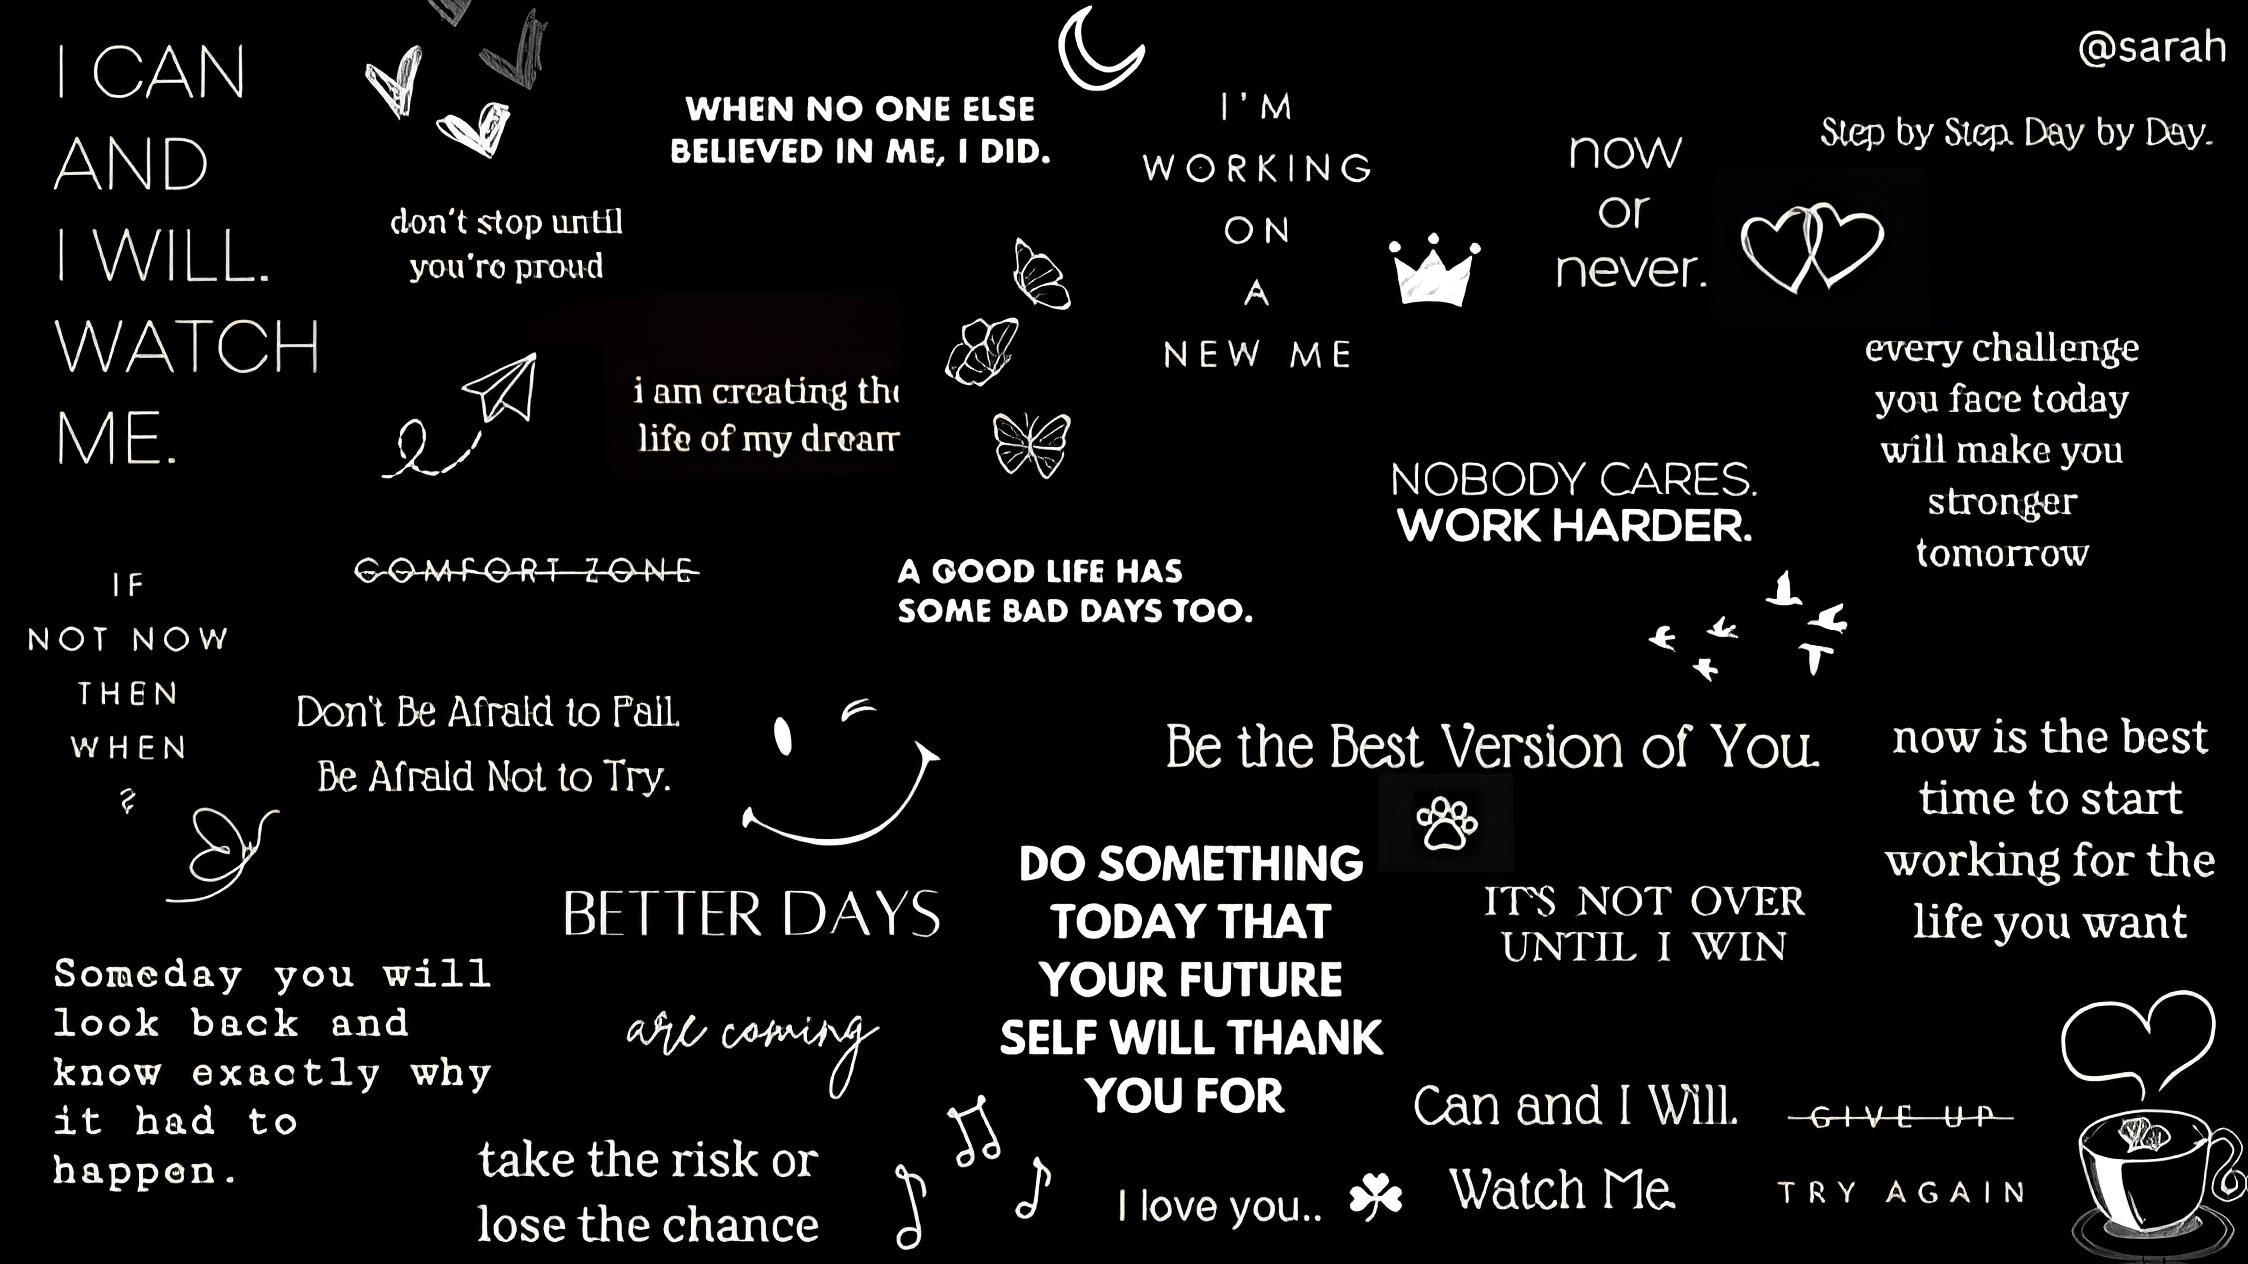 I CAN
AND
I WILL.
WATCH
ME.
WHEN NO ONE ELSE
BELIEVED IN ME, I DID.
don't stop until
you're proud
i am creating the
life of my dream
I'M
WORKING
ON
A
NEW ME
now
or
never.
@sarah
Step by Step. Day by Day.
every challenge
you face today
will make you
stronger
tomorrow
NOBODY CARES.
WORK HARDER.
COMFORT ZONE
A GOOD LIFE HAS
SOME BAD DAYS TOO.
IF
NOT NOW
THEN
WHEN
?
Don't Be Afraid to Fail.
Be Afraid Not to Try.
Be the Best Version of You.
now is the best
time to start
working for the
life you want
BETTER DAYS
are coming
DO SOMETHING
TODAY THAT
YOUR FUTURE
SELF WILL THANK
YOU FOR
IT'S NOT OVER
UNTIL I WIN
Someday you will
look back and
know exactly why
it had to
happen.
take the risk or
lose the chance
I love you..
Can and I Will.
Watch Me
GIVE UP
TRY AGAIN